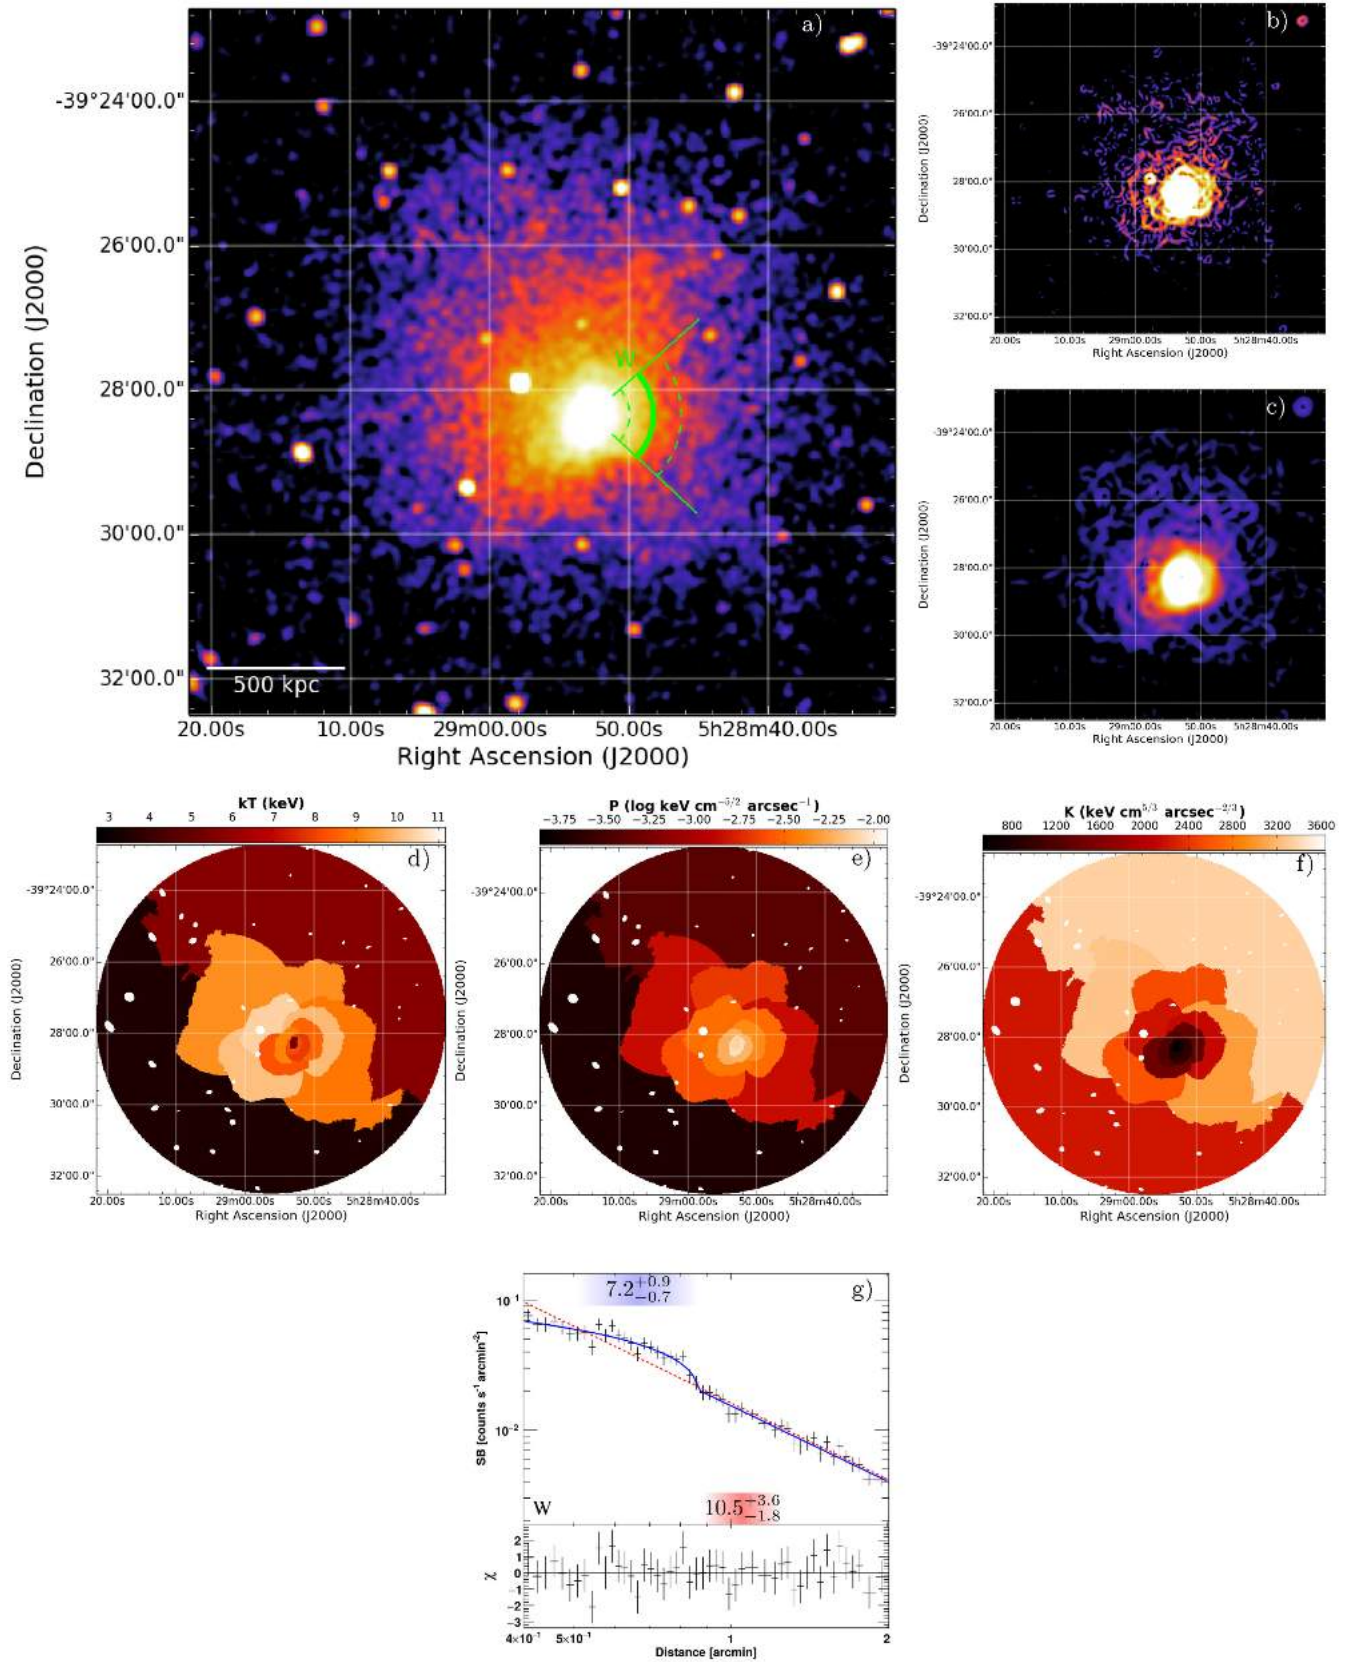 a)
-39°24'00.0"
26'00.0"
28'00.0"
30'00.0"
32'00.0"
Declination (J2000)
W
500 kpc
20.00s 10.00s 29m00.00s 50.00s 5h28m40.00s
Right Ascension (J2000)
b)
-39°24'00.0"
26'00.0"
28'00.0"
30'00.0"
32'00.0"
Declination (J2000)
20.00s 10.00s 29m00.00s 50.00s 5h28m40.00s
Right Ascension (J2000)
c)
-39°24'00.0"
26'00.0"
28'00.0"
30'00.0"
32'00.0"
Declination (J2000)
20.00s 10.00s 29m00.00s 50.00s 5h28m40.00s
Right Ascension (J2000)
kT (keV)
3 4 5 6 7 8 9 10 11
d)
-39°24'00.0"
26'00.0"
28'00.0"
30'00.0"
32'00.0"
Declination (J2000)
20.00s 10.00s 29m00.00s 50.00s 5h28m40.00s
Right Ascension (J2000)
P (log keV cm^{-5/2} arcsec^{-1})
−3.75 −3.50 −3.25 −3.00 −2.75 −2.50 −2.25 −2.00
e)
-39°24'00.0"
26'00.0"
28'00.0"
30'00.0"
32'00.0"
Declination (J2000)
20.00s 10.00s 29m00.00s 50.00s 5h28m40.00s
Right Ascension (J2000)
K (keV cm^{5/3} arcsec^{-2/3})
800 1200 1600 2000 2400 2800 3200 3600
f)
-39°24'00.0"
26'00.0"
28'00.0"
30'00.0"
32'00.0"
Declination (J2000)
20.00s 10.00s 29m00.00s 50.00s 5h28m40.00s
Right Ascension (J2000)
7.2^{+0.9}_{-0.7}
g)
10^{-1}
10^{-2}
SB [counts s^{-1} arcmin^{-2}]
W
10.5^{+3.6}_{-1.8}
2
1
0
−1
−2
−3
χ
4×10^{-1} 5×10^{-1} 1 2
Distance [arcmin]